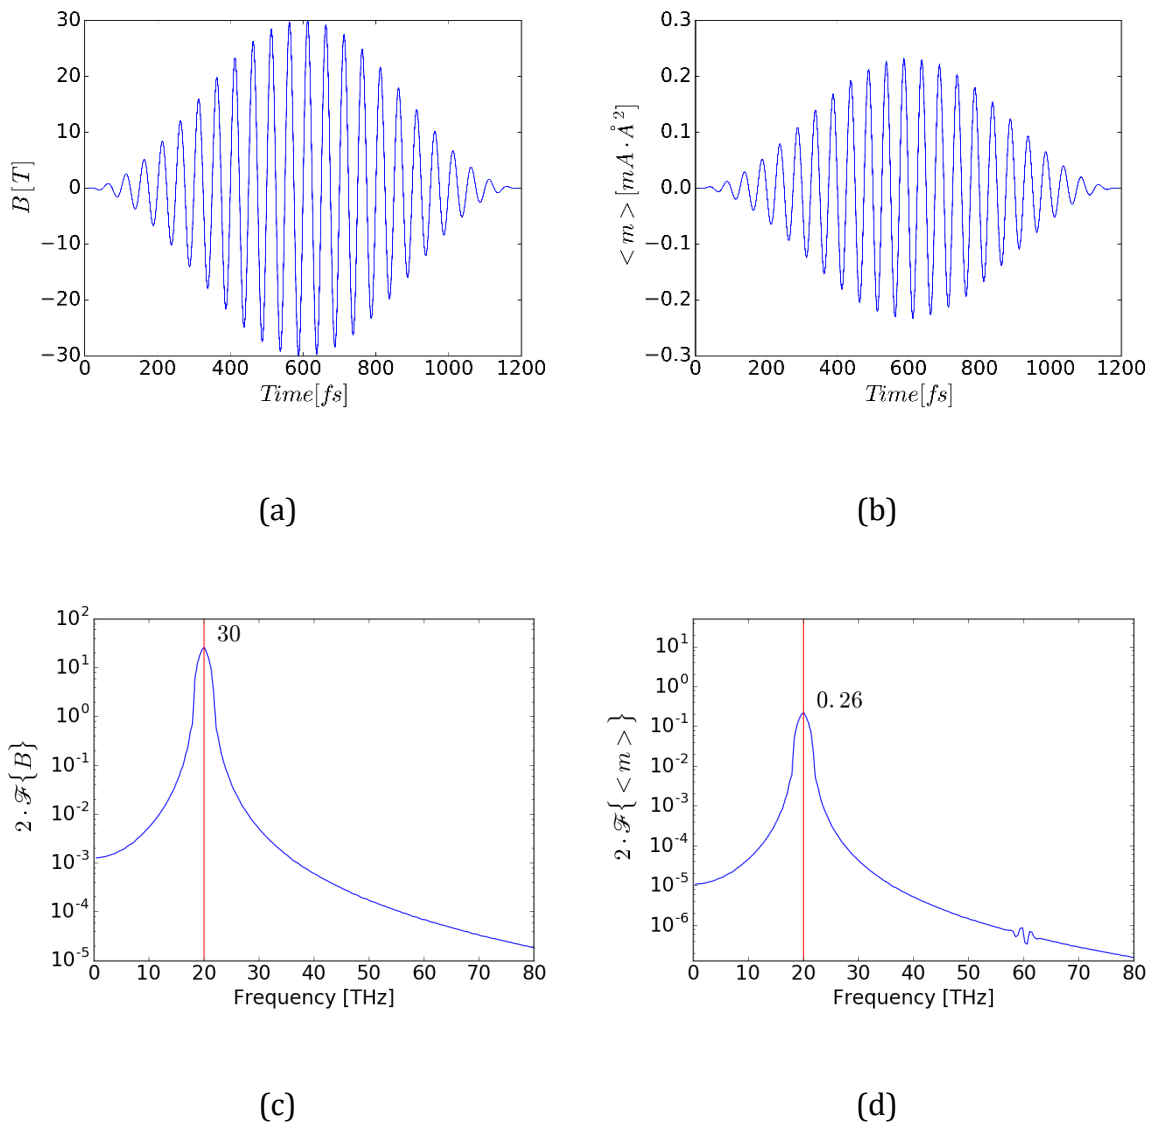 30
20
10
0
−10
−20
−30
B [T]
0 200 400 600 800 1000 1200
Time[fs]
(a)
0.3
0.2
0.1
0.0
−0.1
−0.2
−0.3
< m > [mA · Å²]
0 200 400 600 800 1000 1200
Time[fs]
(b)
10²
10¹
10⁰
10⁻¹
10⁻²
10⁻³
10⁻⁴
10⁻⁵
2 · ℱ{B}
30
0 10 20 30 40 50 60 70 80
Frequency [THz]
(c)
10¹
10⁰
10⁻¹
10⁻²
10⁻³
10⁻⁴
10⁻⁵
10⁻⁶
2 · ℱ{< m >}
0.26
0 10 20 30 40 50 60 70 80
Frequency [THz]
(d)